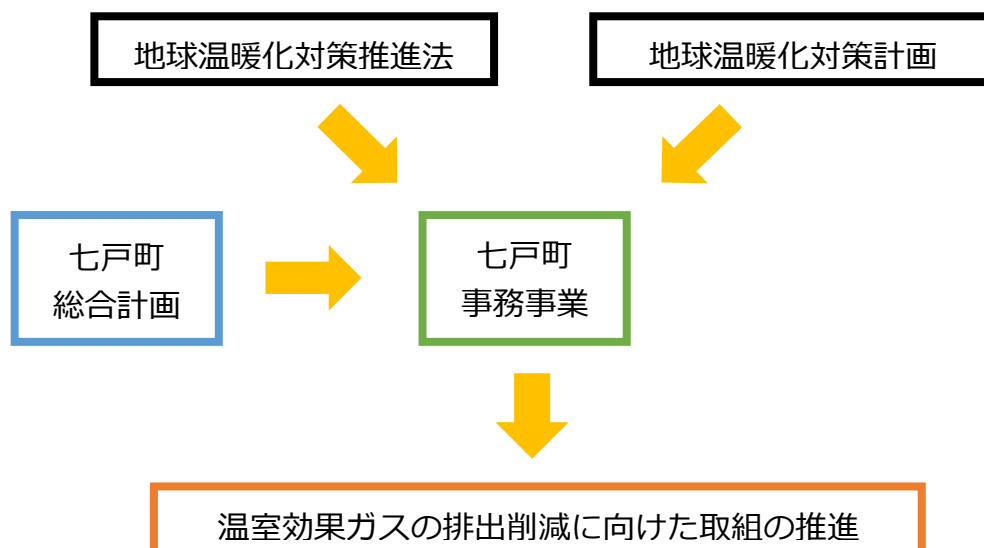 地球温暖化対策推進法
地球温暖化対策計画
七戸町
総合計画
七戸町
事務事業
温室効果ガスの排出削減に向けた取組の推進